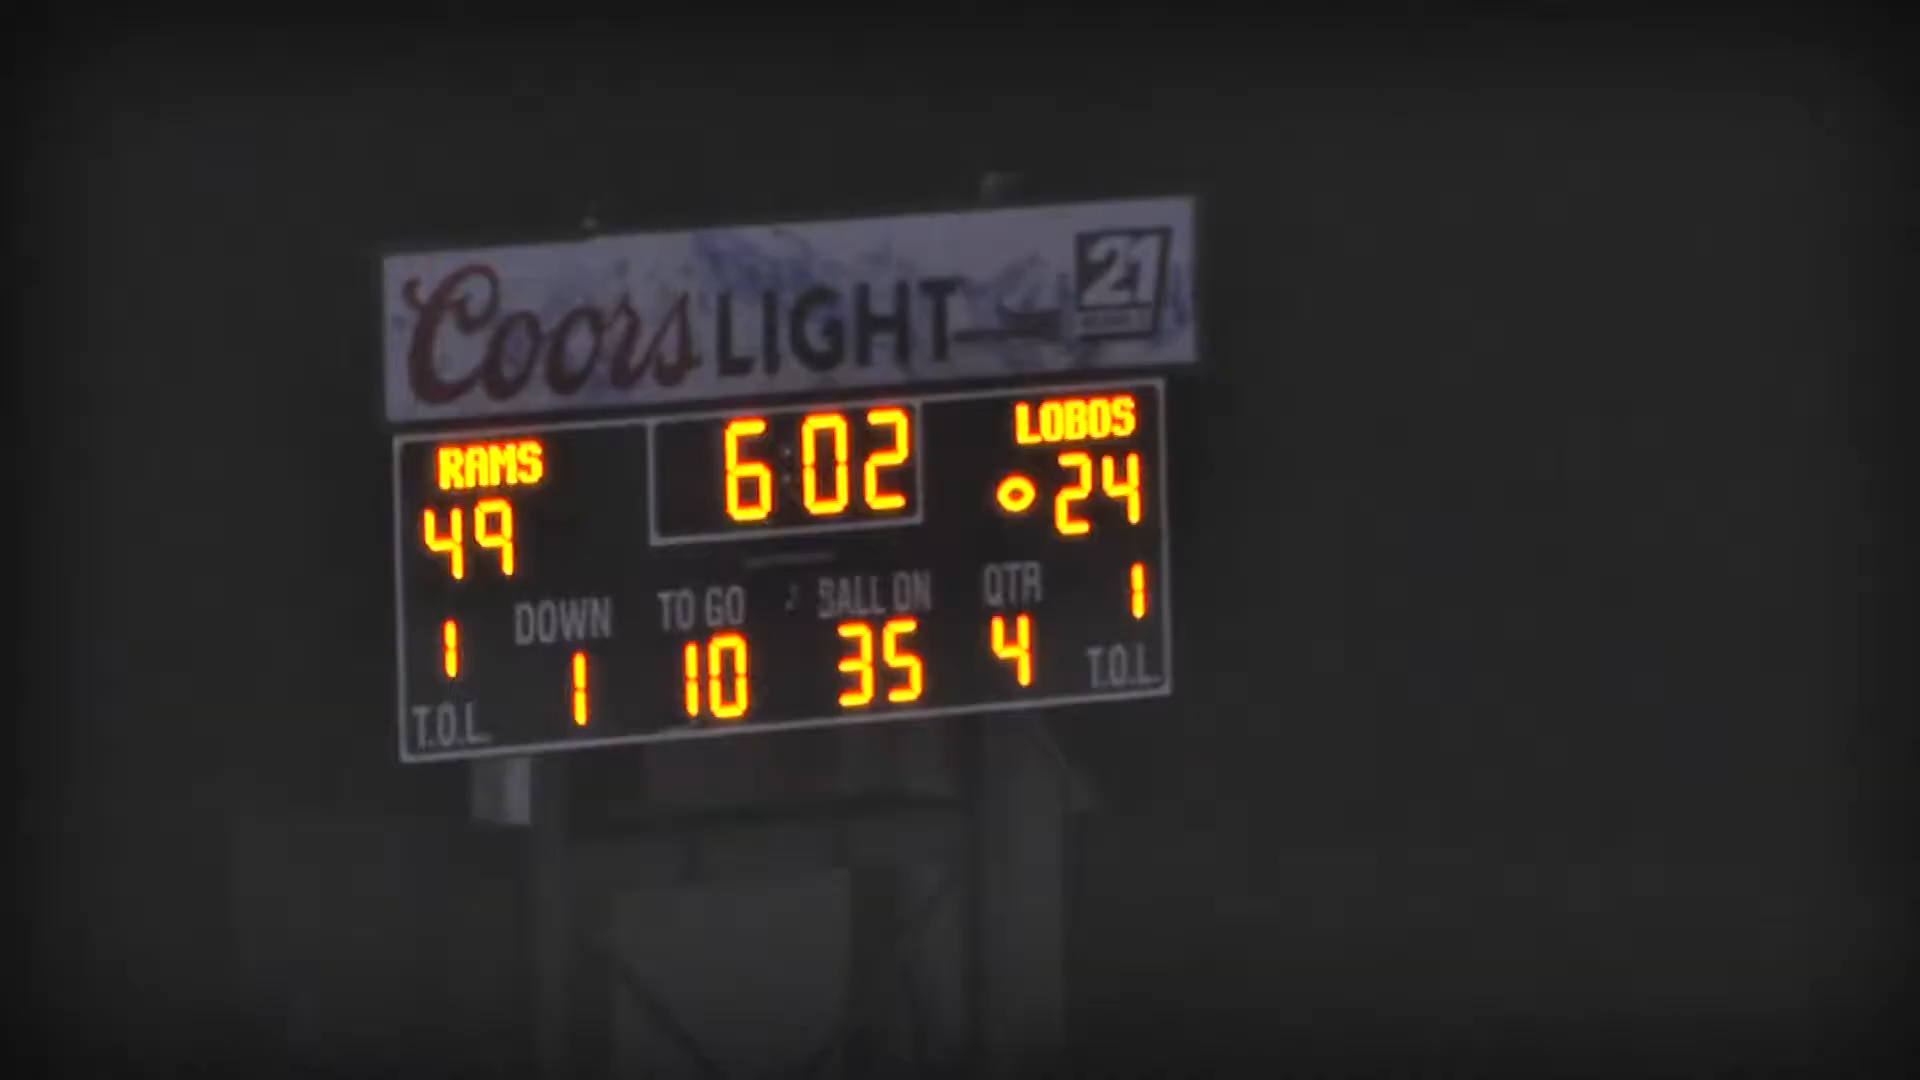 Coors LIGHT 21
RAMS 6:02 LOBOS
49 24
DOWN TO GO BALL ON QTR 1
1 1 10 35 4
T.O.L. T.O.L.